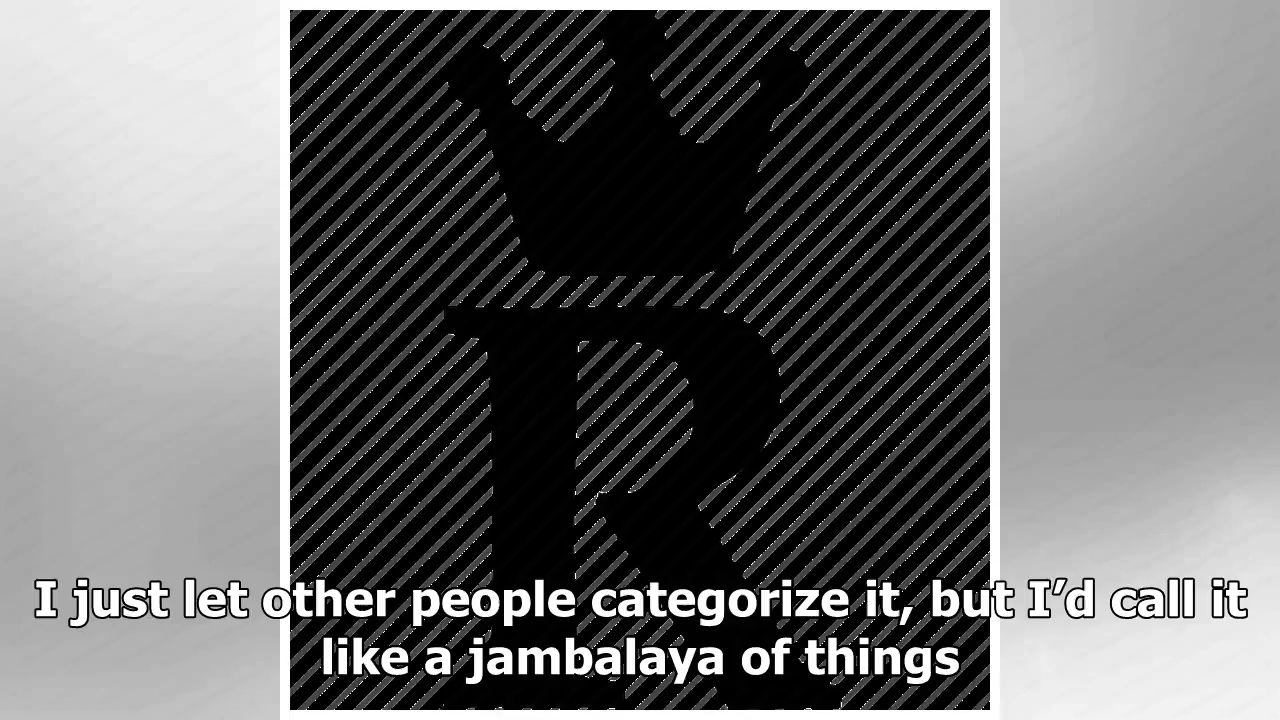 R
I just let other people categorize it, but I’d call it
like a jambalaya of things